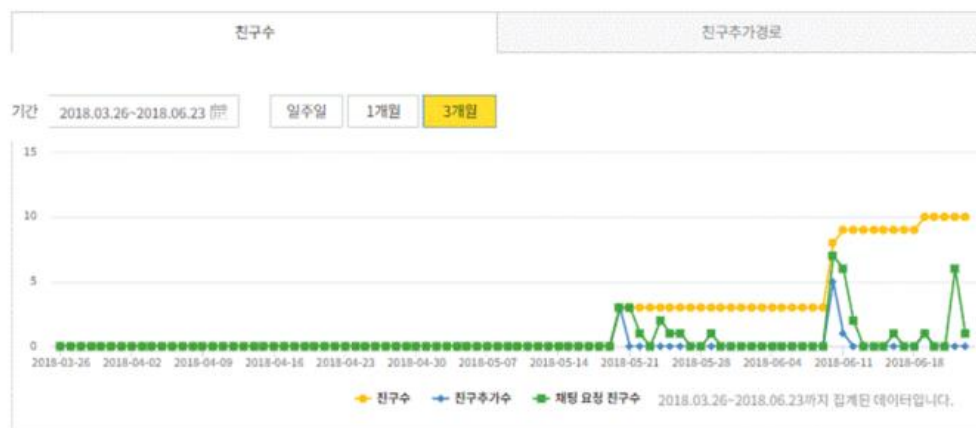 친구수 친구추가경로
기간 2018.03.26~2018.06.23 일주일 1개월 3개월
15
10
5
0
2018-03-26 2018-04-02 2018-04-09 2018-04-16 2018-04-23 2018-04-30 2018-05-07 2018-05-14 2018-05-21 2018-05-28 2018-06-04 2018-06-11 2018-06-18
친구수 친구추가수 채팅 요청 친구수 2018.03.26~2018.06.23까지 집계된 데이터입니다.